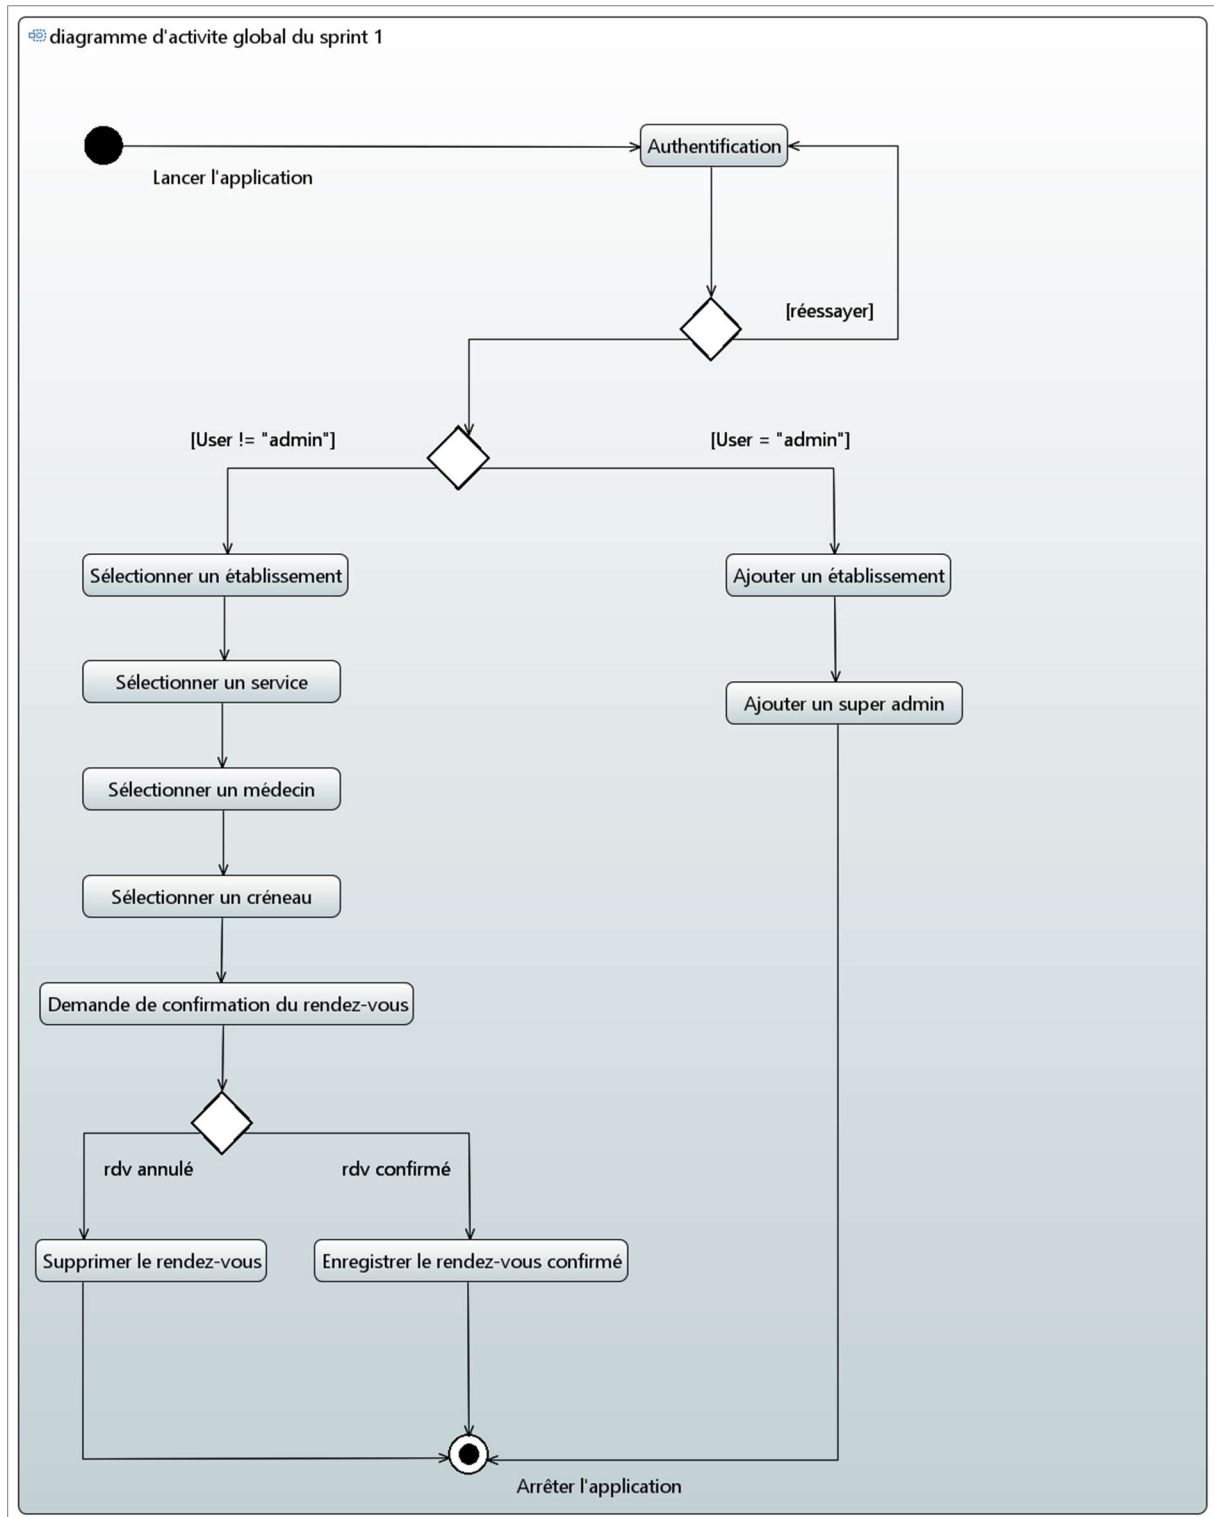 diagramme d'activite global du sprint 1
Authentification
Lancer l'application
[réessayer]
[User != "admin"]
[User = "admin"]
Sélectionner un établissement
Ajouter un établissement
Sélectionner un service
Ajouter un super admin
Sélectionner un médecin
Sélectionner un créneau
Demande de confirmation du rendez-vous
rdv annulé
rdv confirmé
Supprimer le rendez-vous
Enregistrer le rendez-vous confirmé
Arrêter l'application